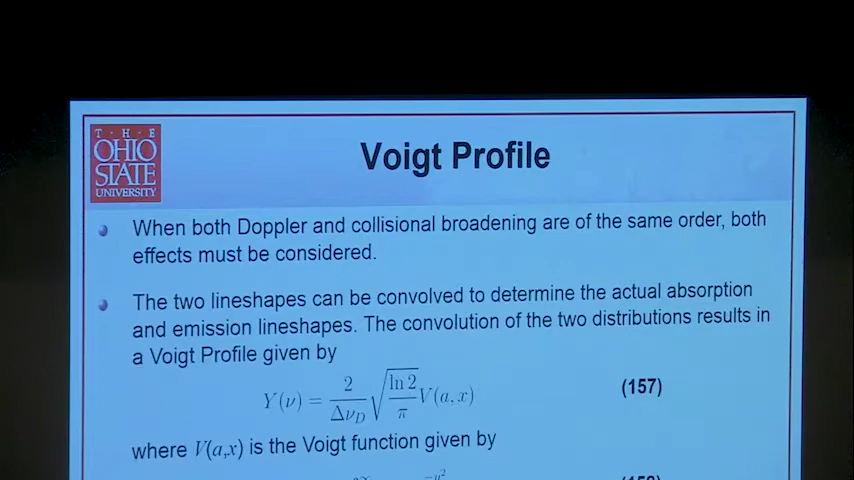 T · H · E
OHIO
STATE
UNIVERSITY
Voigt Profile
When both Doppler and collisional broadening are of the same order, both
effects must be considered.
The two lineshapes can be convolved to determine the actual absorption
and emission lineshapes. The convolution of the two distributions results in
a Voigt Profile given by
Y(ν) = 2/Δν_D √(ln 2/π) V(a, x) (157)
where V(a,x) is the Voigt function given by